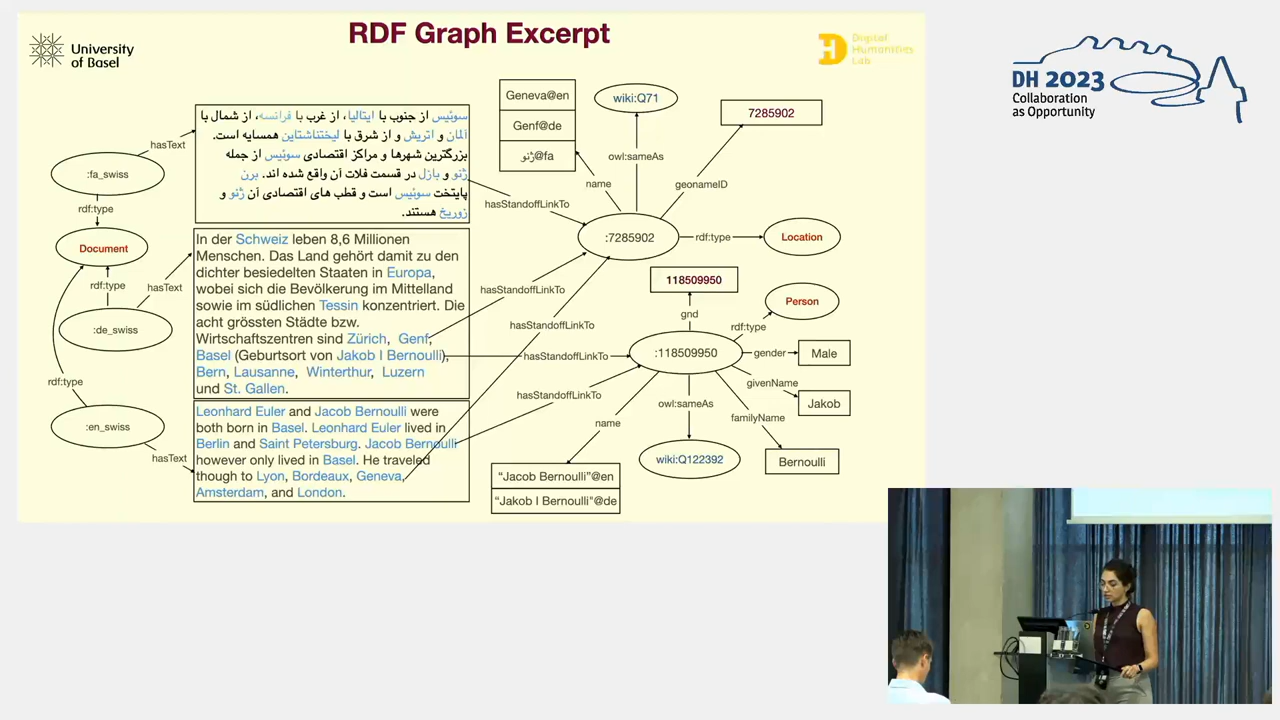 RDF Graph Excerpt
University
of Basel
Digital
Humanities
Lab
DH 2023
Collaboration
as Opportunity
سوئیس از جنوب با ایتالیا، از غرب با فرانسه، از شمال با
آلمان و اتریش و از شرق با لیختناشتاین همسایه است.
بزرگترین شهرها و مراکز اقتصادی سوئیس از جمله
ژنو و بازل در قسمت فلات آن واقع شده اند. برن
پایتخت سوئیس است و قطب های اقتصادی آن ژنو و
زوریخ هستند.
hasText
:fa_swiss
rdf:type
Document
rdf:type
hasText
:de_swiss
rdf:type
:en_swiss
hasText
In der Schweiz leben 8,6 Millionen
Menschen. Das Land gehört damit zu den
dichter besiedelten Staaten in Europa,
wobei sich die Bevölkerung im Mittelland
sowie im südlichen Tessin konzentriert. Die
acht grössten Städte bzw.
Wirtschaftszentren sind Zürich, Genf,
Basel (Geburtsort von Jakob I Bernoulli),
Bern, Lausanne, Winterthur, Luzern
und St. Gallen.
Leonhard Euler and Jacob Bernoulli were
both born in Basel. Leonhard Euler lived in
Berlin and Saint Petersburg. Jacob Bernoulli
however only lived in Basel. He traveled
though to Lyon, Bordeaux, Geneva,
Amsterdam, and London.
Geneva@en
Genf@de
ژنو@fa
name
wiki:Q71
owl:sameAs
7285902
geonameID
hasStandoffLinkTo
:7285902
rdf:type
Location
hasStandoffLinkTo
hasStandoffLinkTo
hasStandoffLinkTo
hasStandoffLinkTo
118509950
gnd
Person
rdf:type
:118509950
gender
Male
givenName
Jakob
familyName
Bernoulli
owl:sameAs
wiki:Q122392
name
“Jacob Bernoulli”@en
“Jakob I Bernoulli"@de